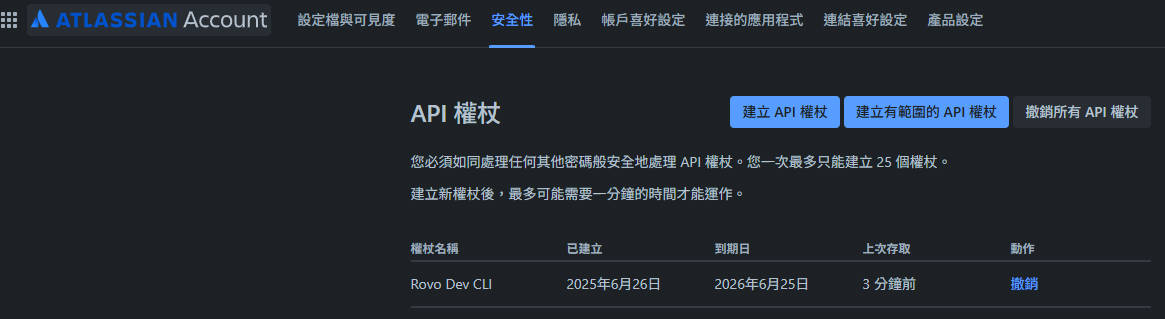 ATLASSIAN Account 設定檔與可見度 電子郵件 安全性 隱私 帳戶喜好設定 連接的應用程式 連結喜好設定 產品設定
API 權杖 建立 API 權杖 建立有範圍的 API 權杖 撤銷所有 API 權杖
您必須如同處理任何其他密碼般安全地處理 API 權杖。您一次最多只能建立 25 個權杖。
建立新權杖後，最多可能需要一分鐘的時間才能運作。
權杖名稱 已建立 到期日 上次存取 動作
Rovo Dev CLI 2025年6月26日 2026年6月25日 3 分鐘前 撤銷